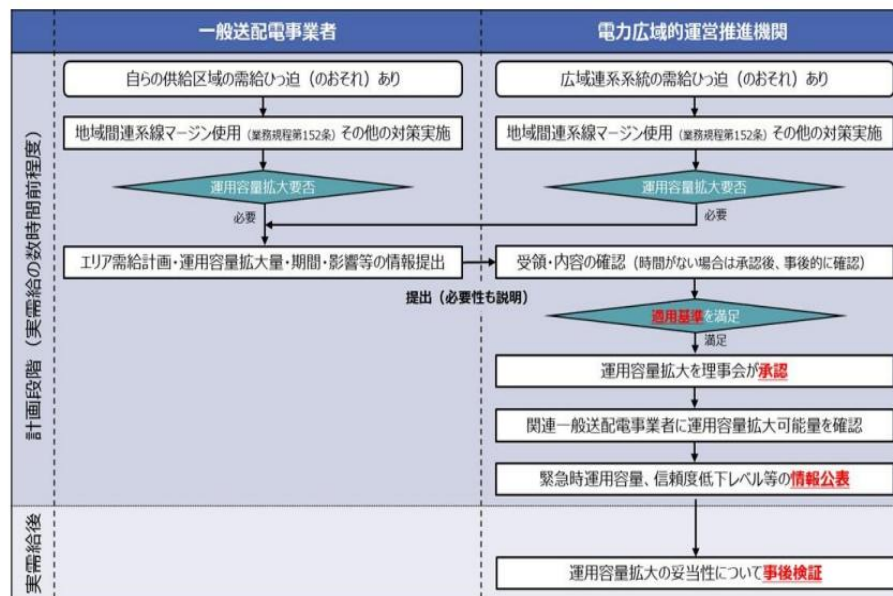 一般送配電事業者
電力広域的運営推進機関
計画段階（実需給の数時間前程度）
自らの供給区域の需給ひっ迫（のおそれ）あり
広域連系系統の需給ひっ迫（のおそれ）あり
地域間連系線マージン使用（業務規程第152条）その他の対策実施
地域間連系線マージン使用（業務規程第152条）その他の対策実施
運用容量拡大要否
運用容量拡大要否
必要
必要
エリア需給計画・運用容量拡大量・期間・影響等の情報提出
受領・内容の確認（時間がない場合は承認後、事後的に確認）
提出（必要性も説明）
適用基準を満足
満足
運用容量拡大を理事会が承認
関連一般送配電事業者に運用容量拡大可能量を確認
緊急時運用容量、信頼度低下レベル等の情報公表
実需給後
運用容量拡大の妥当性について事後検証